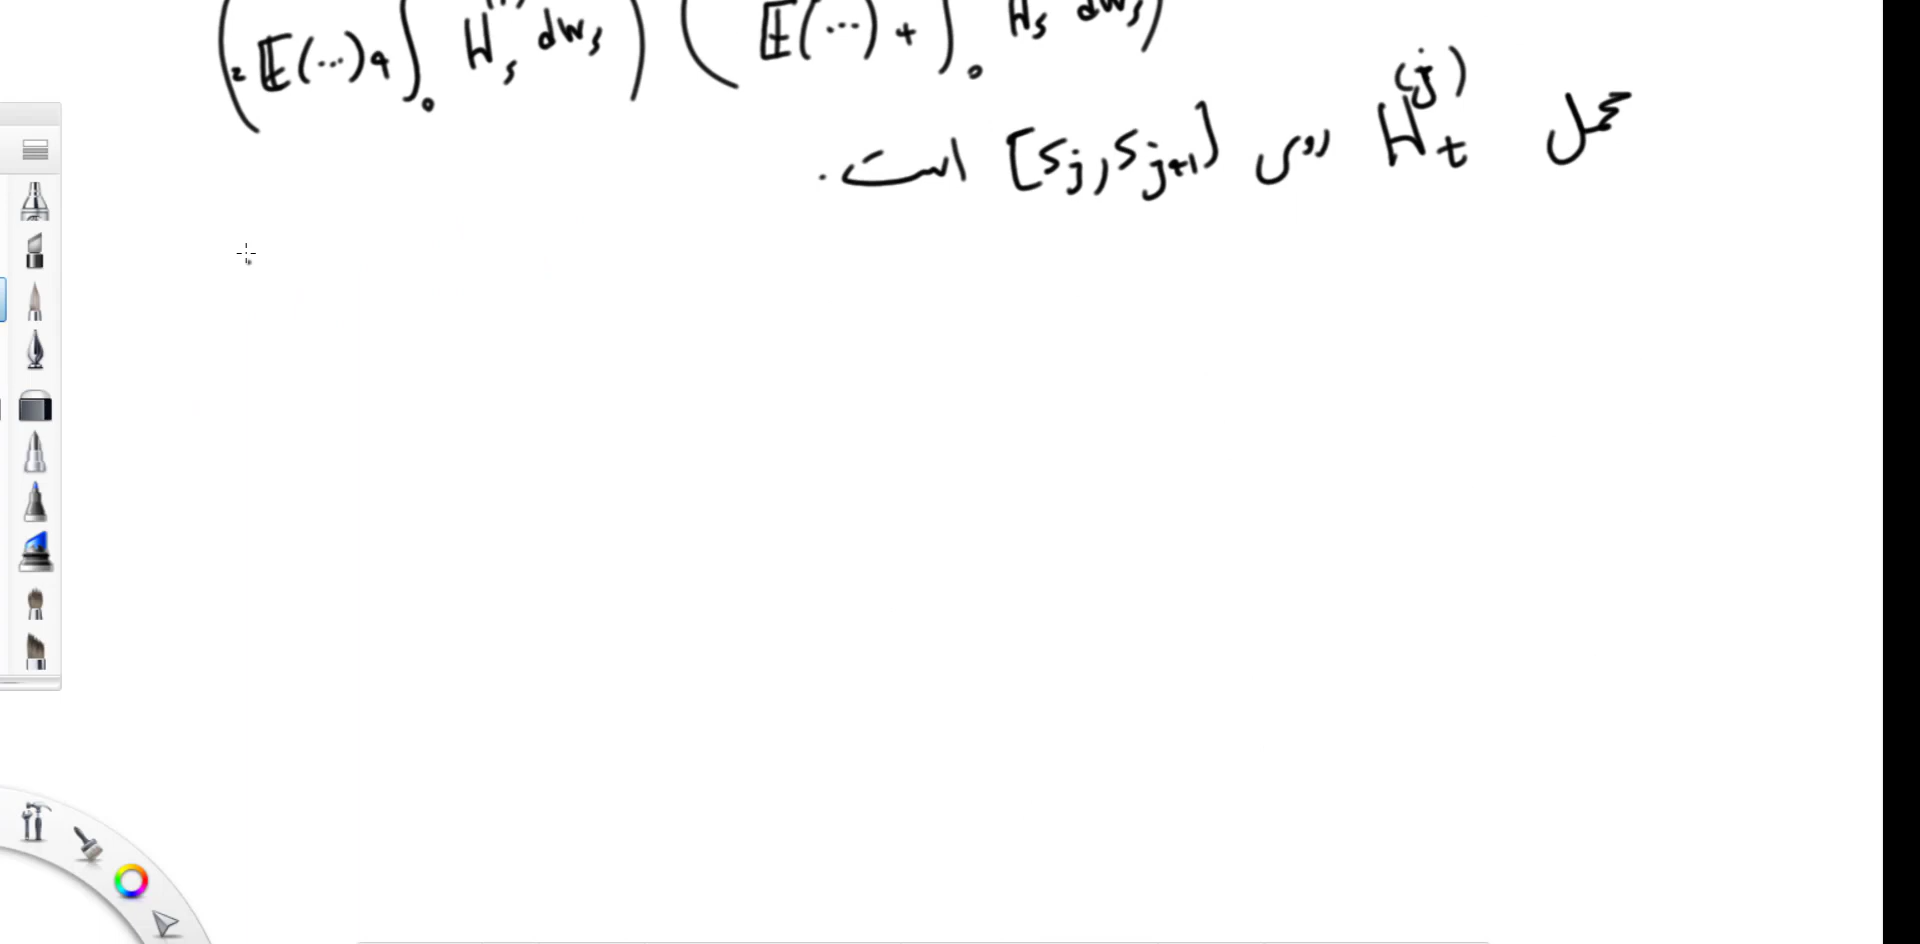 (E(...) + ∫₀ H_s dw_s) (E(...) + ∫₀ H_s dw_s)
محمل H_t^(j) روی [s_j, s_{j+1}] است.